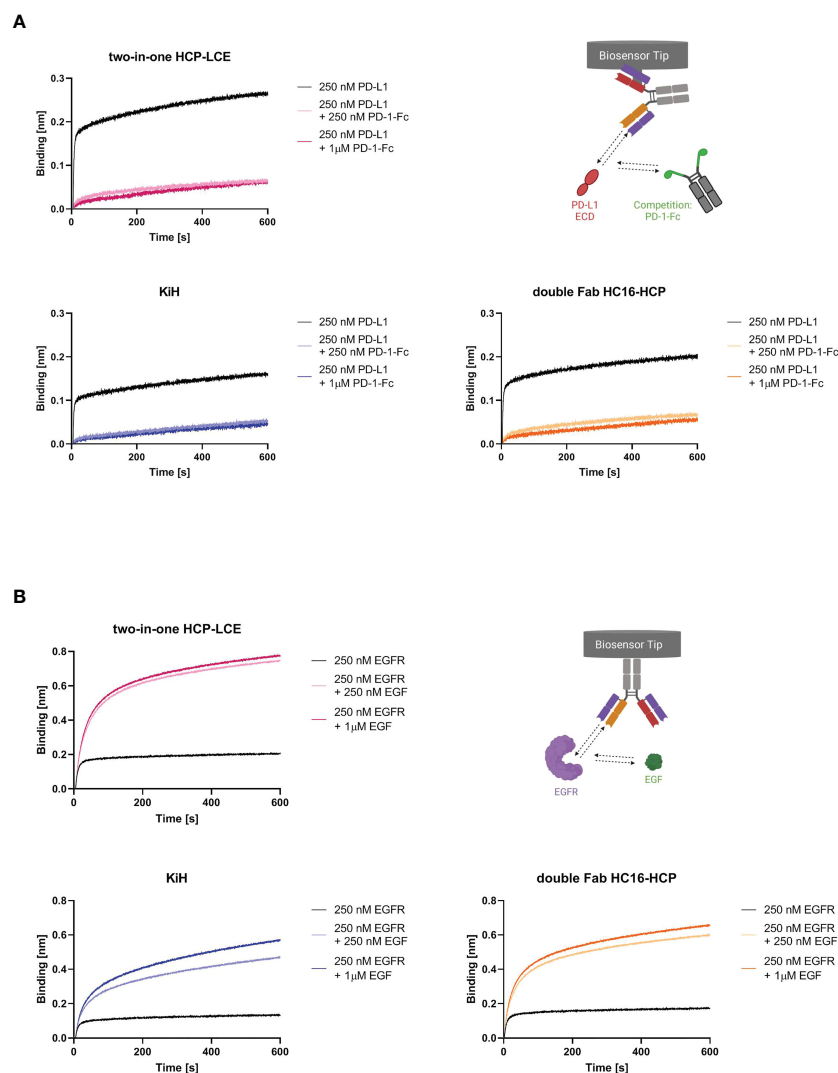 A
two-in-one HCP-LCE
Binding [nm]
0.3
0.2
0.1
0.0
0
200
400
600
Time [s]
250 nM PD-L1
250 nM PD-L1
+ 250 nM PD-1-Fc
250 nM PD-L1
+ 1μM PD-1-Fc
Biosensor Tip
PD-L1
ECD
Competition:
PD-1-Fc
KiH
Binding [nm]
0.3
0.2
0.1
0.0
0
200
400
600
Time [s]
250 nM PD-L1
250 nM PD-L1
+ 250 nM PD-1-Fc
250 nM PD-L1
+ 1μM PD-1-Fc
double Fab HC16-HCP
Binding [nm]
0.3
0.2
0.1
0.0
0
200
400
600
Time [s]
250 nM PD-L1
250 nM PD-L1
+ 250 nM PD-1-Fc
250 nM PD-L1
+ 1μM PD-1-Fc
B
two-in-one HCP-LCE
Binding [nm]
0.8
0.6
0.4
0.2
0.0
0
200
400
600
Time [s]
250 nM EGFR
250 nM EGFR
+ 250 nM EGF
250 nM EGFR
+ 1μM EGF
Biosensor Tip
EGFR
EGF
KiH
Binding [nm]
0.8
0.6
0.4
0.2
0.0
0
200
400
600
Time [s]
250 nM EGFR
250 nM EGFR
+ 250 nM EGF
250 nM EGFR
+ 1μM EGF
double Fab HC16-HCP
Binding [nm]
0.8
0.6
0.4
0.2
0.0
0
200
400
600
Time [s]
250 nM EGFR
250 nM EGFR
+ 250 nM EGF
250 nM EGFR
+ 1μM EGF